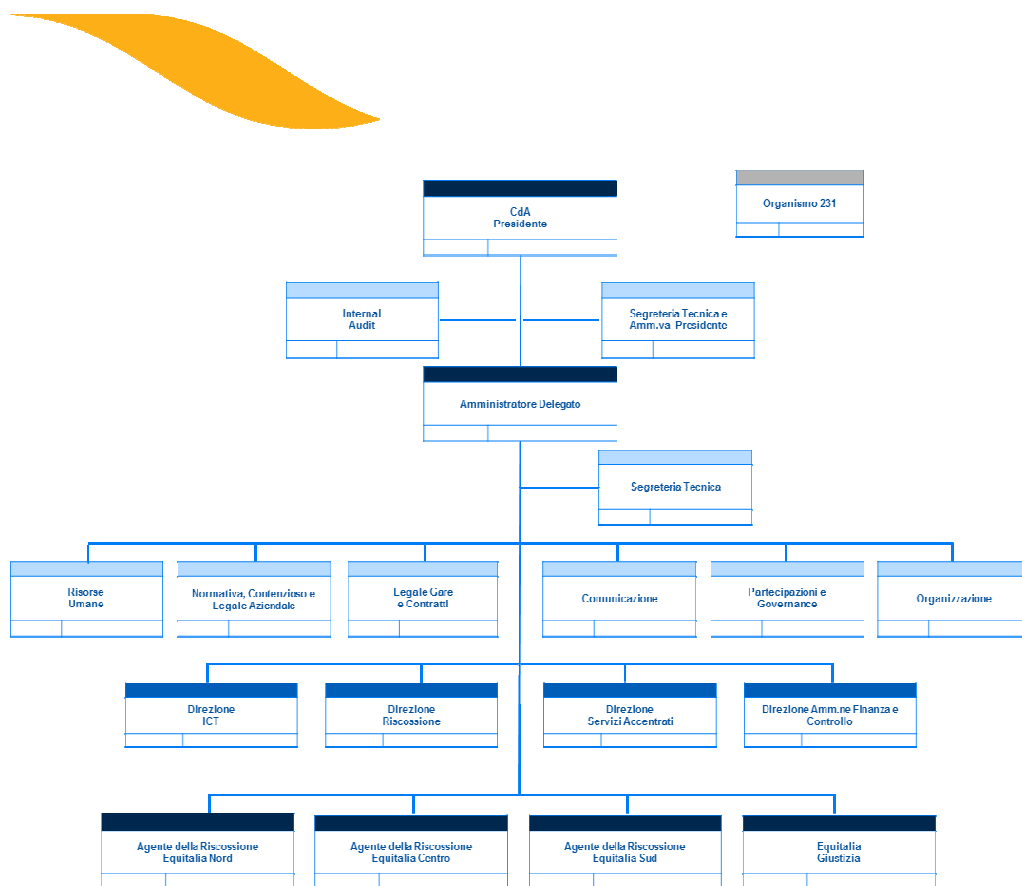 CdA
Presidente
Organismo 231
Internal
Audit
Segreteria Tecnica e
Amm.va Presidente
Amministratore Delegato
Segreteria Tecnica
Risorse
Umane
Normativa, Contenzioso e
Legale Aziendale
Legale Gare
e Contratti
Comunicazione
Partecipazioni e
Governance
Organizzazione
Direzione
ICT
Direzione
Riscossione
Direzione
Servizi Accentrati
Direzione Amm.ne Finanza e
Controllo
Agente della Riscossione
Equitalia Nord
Agente della Riscossione
Equitalia Centro
Agente della Riscossione
Equitalia Sud
Equitalia
Giustizia